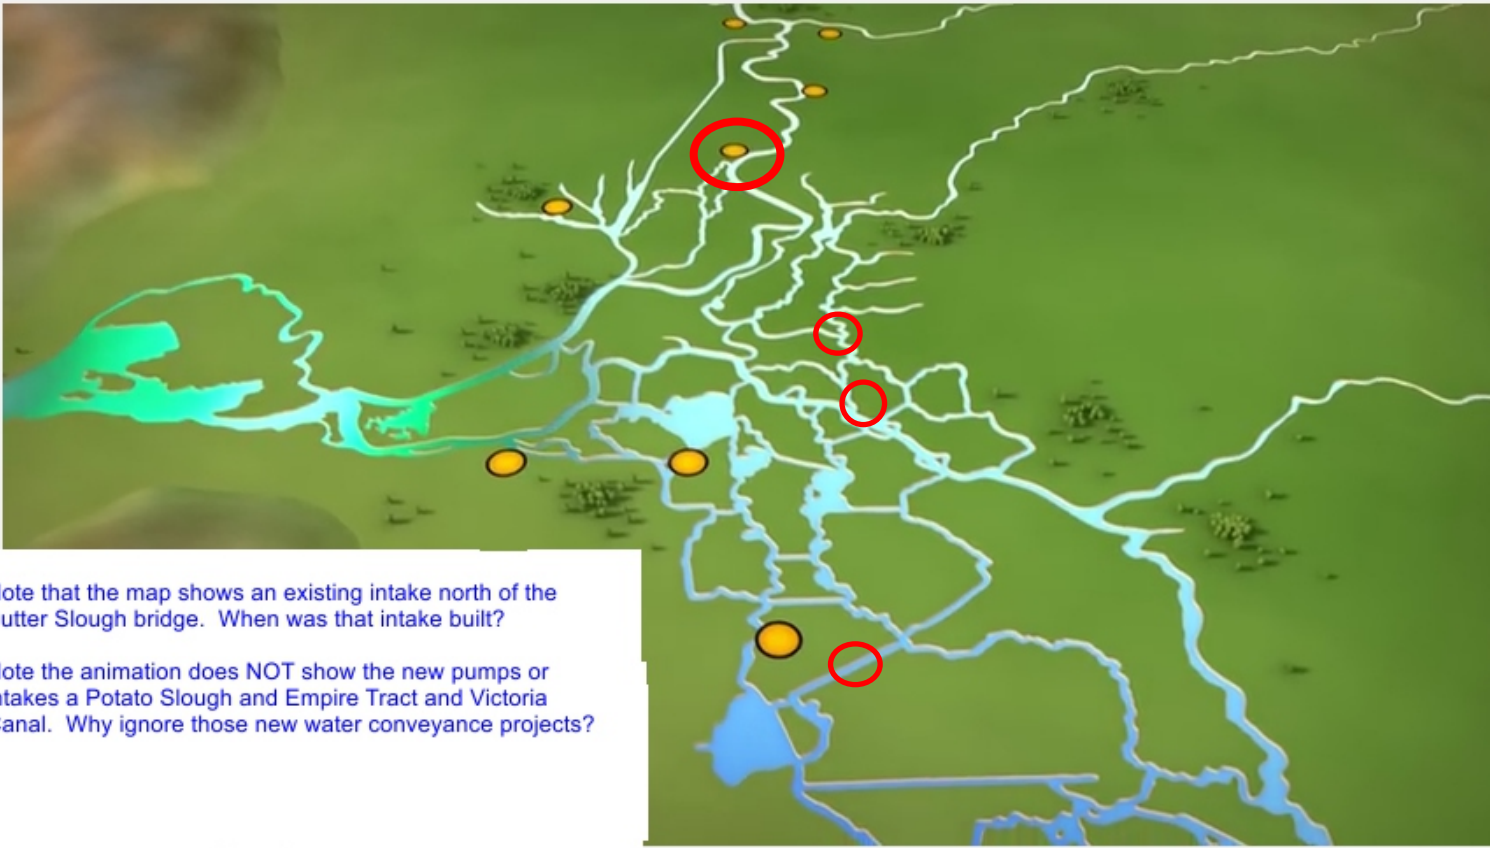 ote that the map shows an existing intake north of the
utter Slough bridge. When was that intake built?
ote the animation does NOT show the new pumps or
ntakes a Potato Slough and Empire Tract and Victoria
anal. Why ignore those new water conveyance projects?